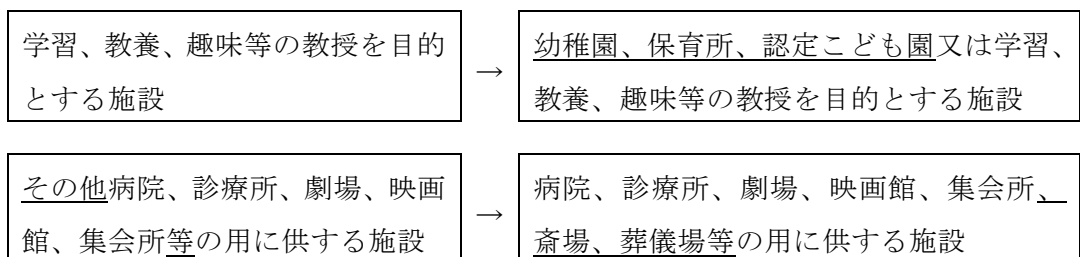 学習、教養、趣味等の教授を目的
とする施設
→
幼稚園、保育所、認定こども園又は学習、
教養、趣味等の教授を目的とする施設
その他病院、診療所、劇場、映画
館、集会所等の用に供する施設
→
病院、診療所、劇場、映画館、集会所、
斎場、葬儀場等の用に供する施設